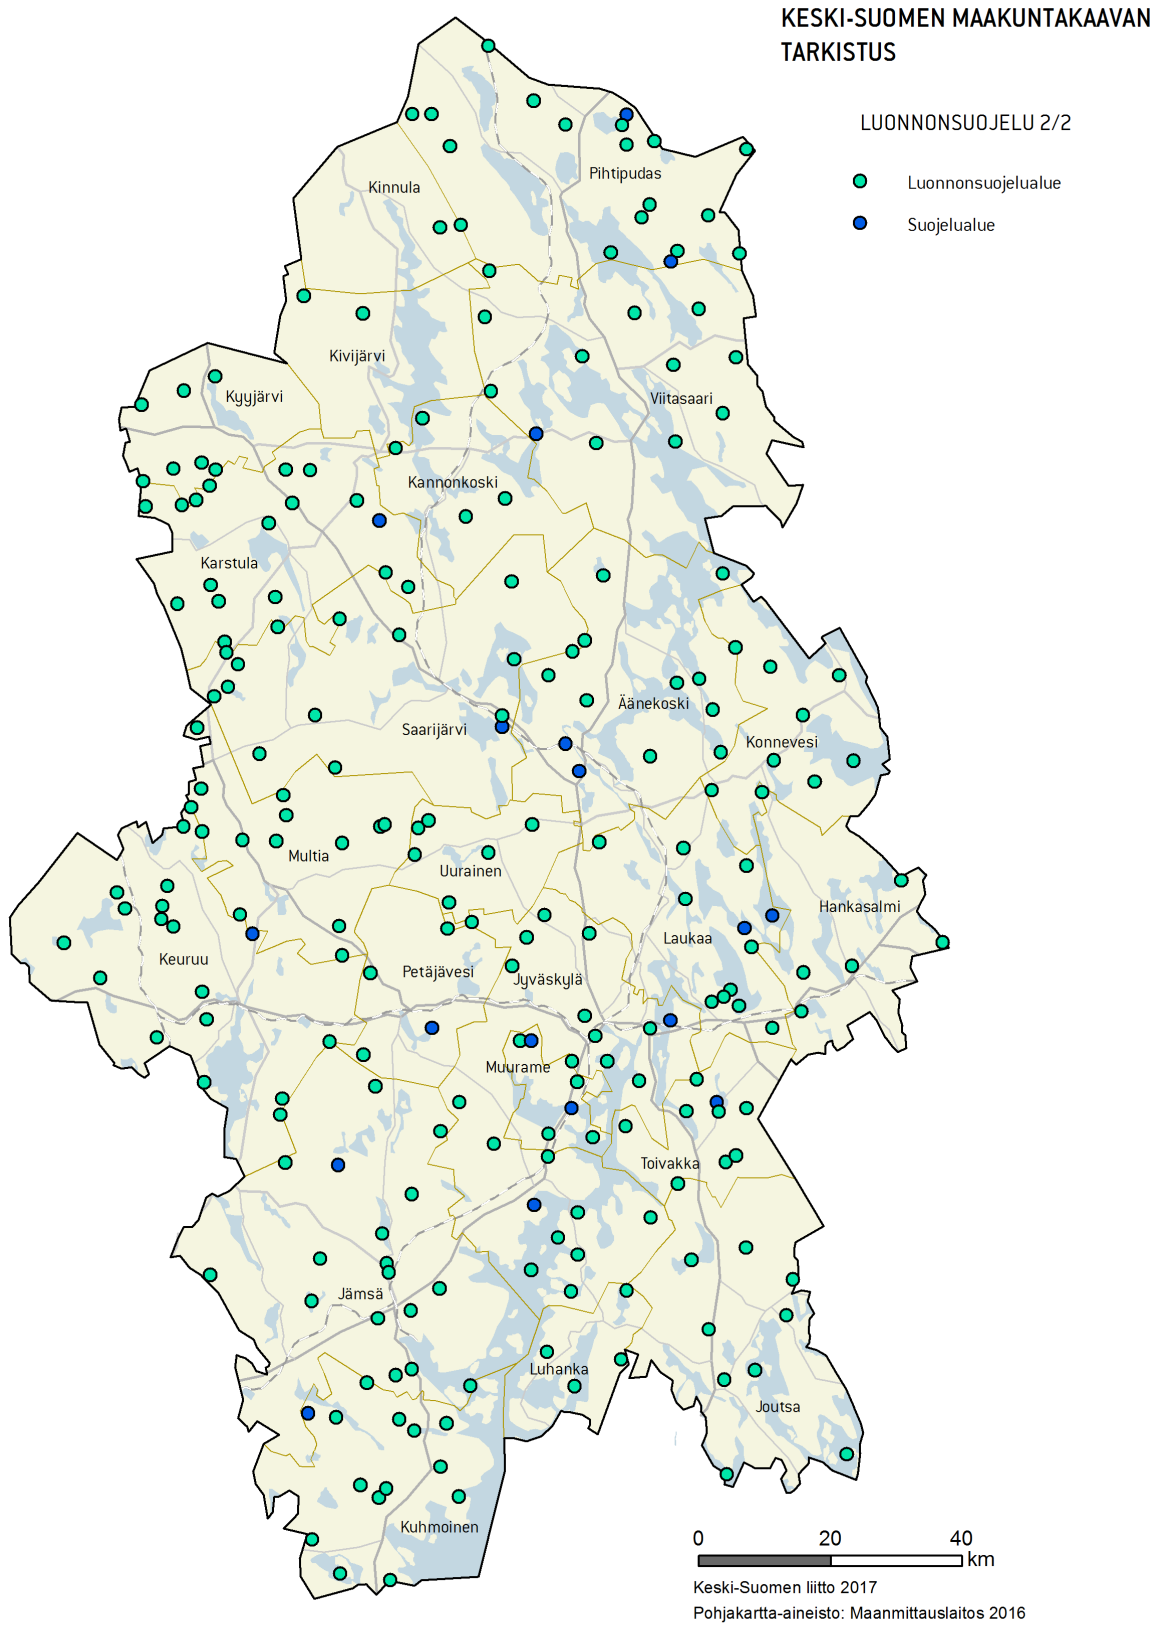 KESKI-SUOMEN MAAKUNTAKAAVAN
TARKISTUS
LUONNONSUOJELU 2/2
Luonnonsuojelualue
Suojelualue
Pihtipudas
Kinnula
Kivijärvi
Kyyjärvi
Viitasaari
Kannonkoski
Karstula
Äänekoski
Saarijärvi
Konnevesi
Multia
Uurainen
Hankasalmi
Laukaa
Keuruu
Petäjävesi
Jyväskylä
Muurame
Toivakka
Jämsä
Luhanka
Joutsa
Kuhmoinen
0 20 40
km
Keski-Suomen liitto 2017
Pohjakartta-aineisto: Maanmittauslaitos 2016